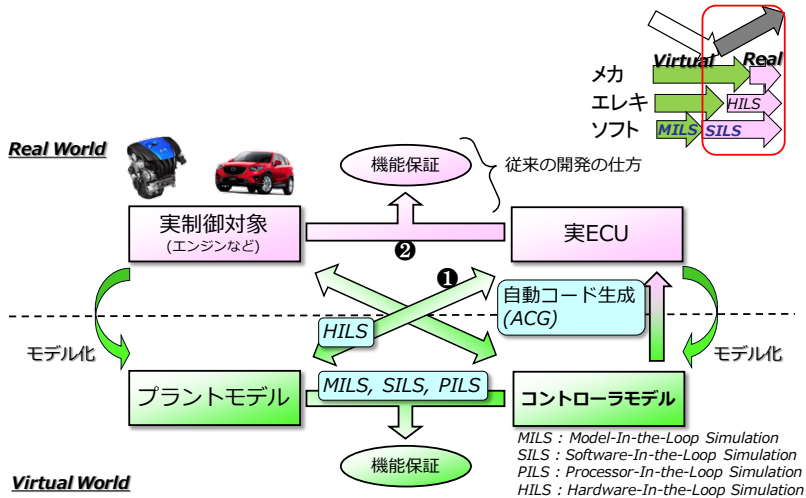 Virtual Real
メカ
エレキ
HILS
ソフト
MILS SILS
Real World
機能保証
従来の開発の仕方
実制御対象
(エンジンなど)
実ECU
❷
❶
自動コード生成
(ACG)
HILS
モデル化
モデル化
プラントモデル
MILS, SILS, PILS
コントローラモデル
機能保証
MILS : Model-In-the-Loop Simulation
SILS : Software-In-the-Loop Simulation
PILS : Processor-In-the-Loop Simulation
HILS : Hardware-In-the-Loop Simulation
Virtual World